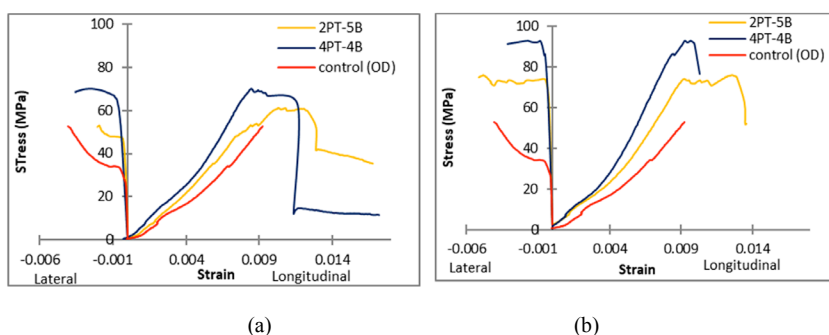 100
80
60
40
20
0
STress (MPa)
2PT-5B
4PT-4B
control (OD)
-0.006 -0.001 0.004 0.009 0.014
Lateral Strain Longitudinal
(a)
100
80
60
40
20
0
Stress (MPa)
2PT-5B
4PT-4B
control (OD)
-0.006 -0.001 0.004 0.009 0.014
Lateral Strain Longitudinal
(b)